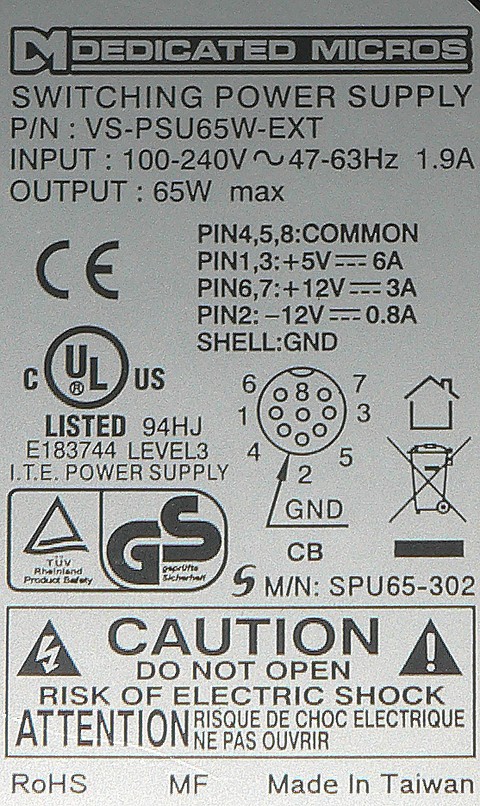 DEDICATED MICROS
SWITCHING POWER SUPPLY
P/N : VS-PSU65W-EXT
INPUT : 100-240V ~ 47-63Hz 1.9A
OUTPUT : 65W max
PIN4,5,8:COMMON
PIN1,3:+5V⎓6A
PIN6,7:+12V⎓3A
PIN2: -12V⎓0.8A
SHELL:GND
CE
C UL ® US
LISTED 94HJ
E183744 LEVEL3
I.T.E. POWER SUPPLY
6 8 7
1 3
4 2 5
GND
CB
TÜV
Rheinland
Product Safety
GS
geprüfte
Sicherheit
S M/N: SPU65-302
CAUTION
DO NOT OPEN
RISK OF ELECTRIC SHOCK
ATTENTION RISQUE DE CHOC ELECTRIQUE
NE PAS OUVRIR
RoHS MF Made In Taiwan